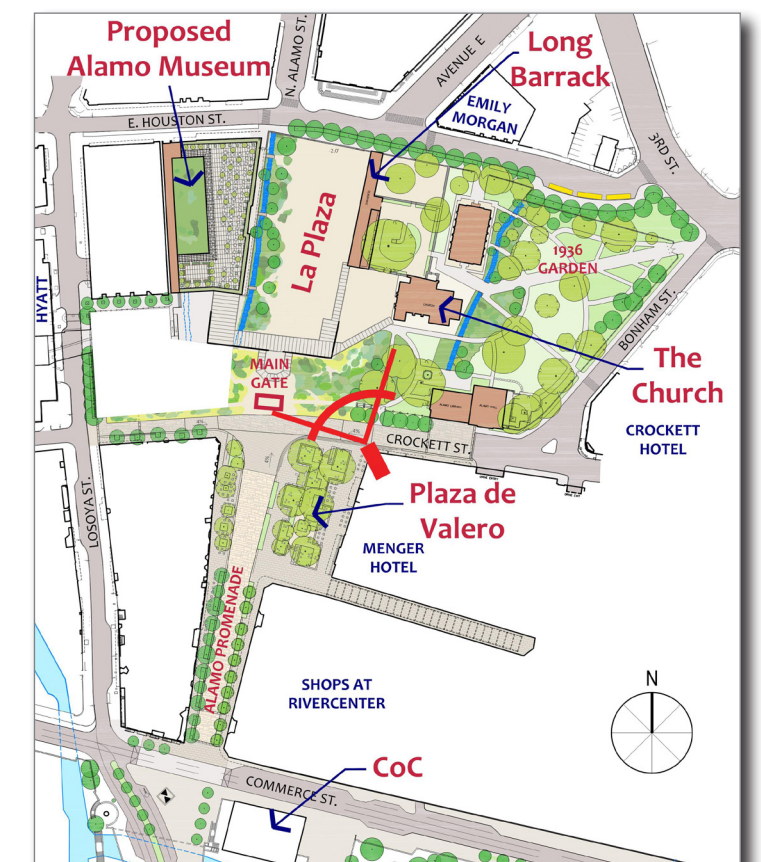 Proposed
Alamo Museum
N. ALAMO ST.
AVENUE E
Long
Barrack
EMILY
MORGAN
E. HOUSTON ST.
3RD ST.
La Plaza
1936
GARDEN
HYATT
BONHAM ST.
MAIN
GATE
The
Church
CROCKETT
HOTEL
CROCKETT ST.
LOSOYA ST.
Plaza de
Valero
MENGER
HOTEL
ALAMO PROMENADE
SHOPS AT
RIVERCENTER
N
CoC
COMMERCE ST.